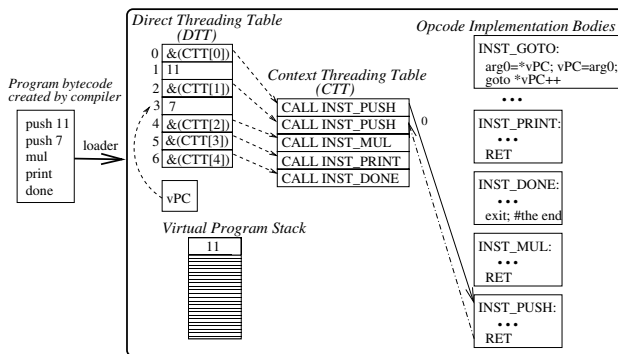 Direct Threading Table
(DTT)
0 &(CTT[0])
1 11
2 &(CTT[1])
3 7
4 &(CTT[2])
5 &(CTT[3])
6 &(CTT[4])
vPC
Program bytecode
created by compiler
push 11
push 7
mul
print
done
loader
Context Threading Table
(CTT)
CALL INST_PUSH
CALL INST_PUSH
CALL INST_MUL
CALL INST_PRINT
CALL INST_DONE
0
Virtual Program Stack
11
Opcode Implementation Bodies
INST_GOTO:
arg0=*vPC; vPC=arg0;
goto *vPC++
•••
INST_PRINT:
•••
RET
INST_DONE:
•••
exit; #the end
INST_MUL:
•••
RET
INST_PUSH:
•••
RET